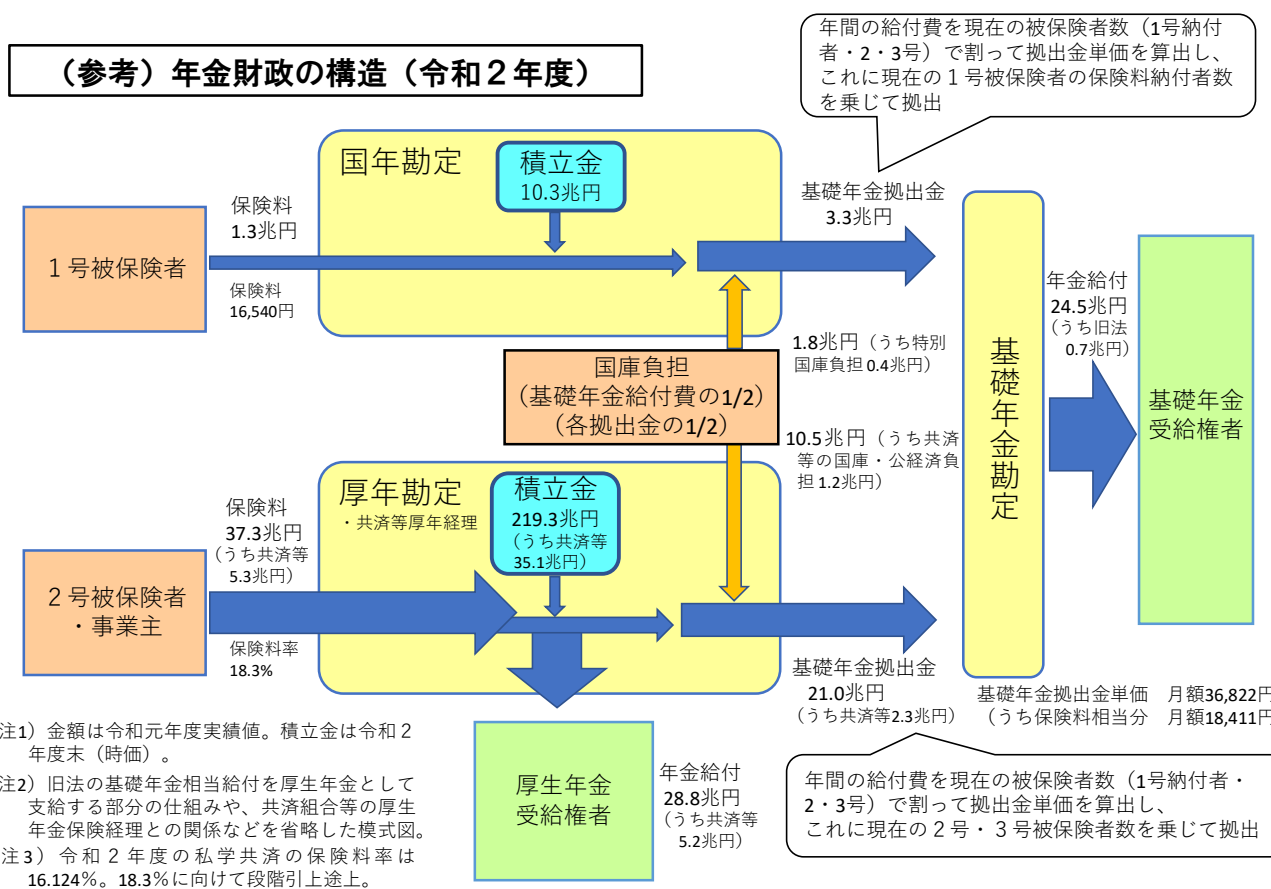 （参考）年金財政の構造（令和２年度）
年間の給付費を現在の被保険者数（1号納付
者・2・3号）で割って拠出金単価を算出し、
これに現在の１号被保険者の保険料納付者数
を乗じて拠出
国年勘定
積立金
10.3兆円
保険料
1.3兆円
１号被保険者
保険料
16,540円
基礎年金拠出金
3.3兆円
国庫負担
（基礎年金給付費の1/2）
（各拠出金の1/2）
1.8兆円（うち特別
国庫負担 0.4兆円）
10.5兆円（うち共済
等の国庫・公経済負
担 1.2兆円）
基礎年金勘定
年金給付
24.5兆円
（うち旧法
0.7兆円）
基礎年金
受給権者
厚年勘定
・共済等厚年経理
積立金
219.3兆円
（うち共済等
35.1兆円）
保険料
37.3兆円
（うち共済等
5.3兆円）
２号被保険者
・事業主
保険料率
18.3%
基礎年金拠出金
21.0兆円
（うち共済等2.3兆円）
基礎年金拠出金単価　月額36,822円
（うち保険料相当分　月額18,411円
厚生年金
受給権者
年金給付
28.8兆円
（うち共済等
5.2兆円）
年間の給付費を現在の被保険者数（1号納付者・
2・3号）で割って拠出金単価を算出し、
これに現在の２号・３号被保険者数を乗じて拠出
注1）金額は令和元年度実績値。積立金は令和２
年度末（時価）。
注2）旧法の基礎年金相当給付を厚生年金として
支給する部分の仕組みや、共済組合等の厚生
年金保険経理との関係などを省略した模式図。
注3）令和２年度の私学共済の保険料率は
16.124%。18.3%に向けて段階引上途上。